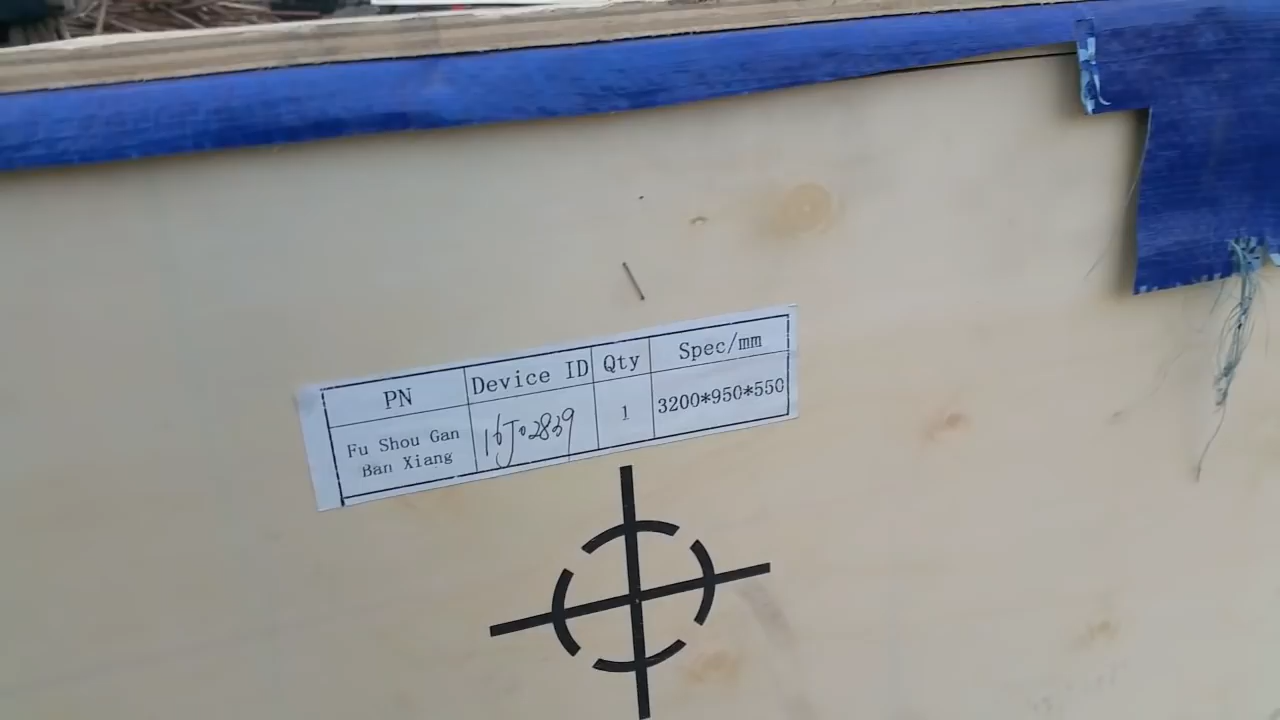 PN Device ID Qty Spec/mm
Fu Shou Gan Ban Xiang 16J02839 1 3200*950*550